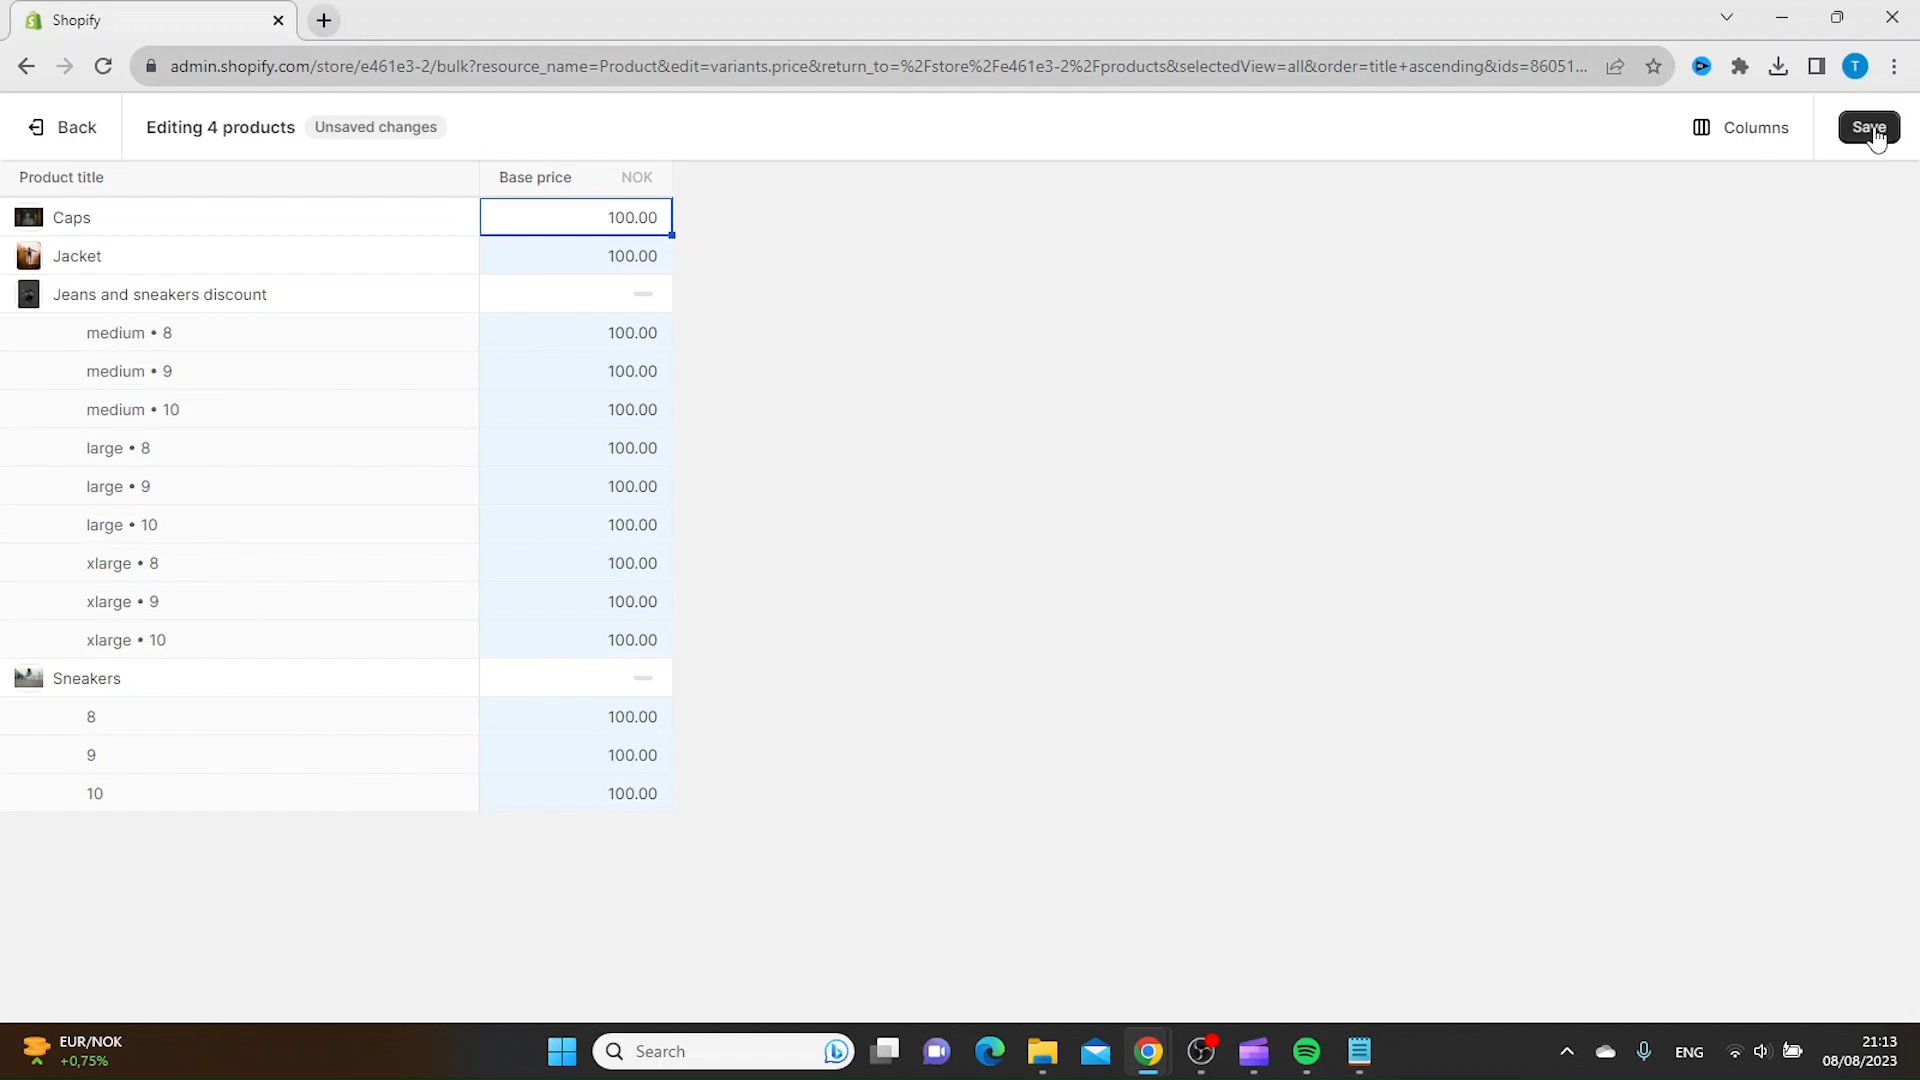 Shopify
admin.shopify.com/store/e461e3-2/bulk?resource_name=Product&edit=variants.price&return_to=%2Fstore%2Fe461e3-2%2Fproducts&selectedView=all&order=title+ascending&ids=86051...
T
Back
Editing 4 products
Unsaved changes
Columns
Save
Product title
Base price NOK
Caps 100.00
Jacket 100.00
Jeans and sneakers discount
medium • 8 100.00
medium • 9 100.00
medium • 10 100.00
large • 8 100.00
large • 9 100.00
large • 10 100.00
xlarge • 8 100.00
xlarge • 9 100.00
xlarge • 10 100.00
Sneakers
8 100.00
9 100.00
10 100.00
EUR/NOK
+0,75%
Search
ENG
21:13
08/08/2023